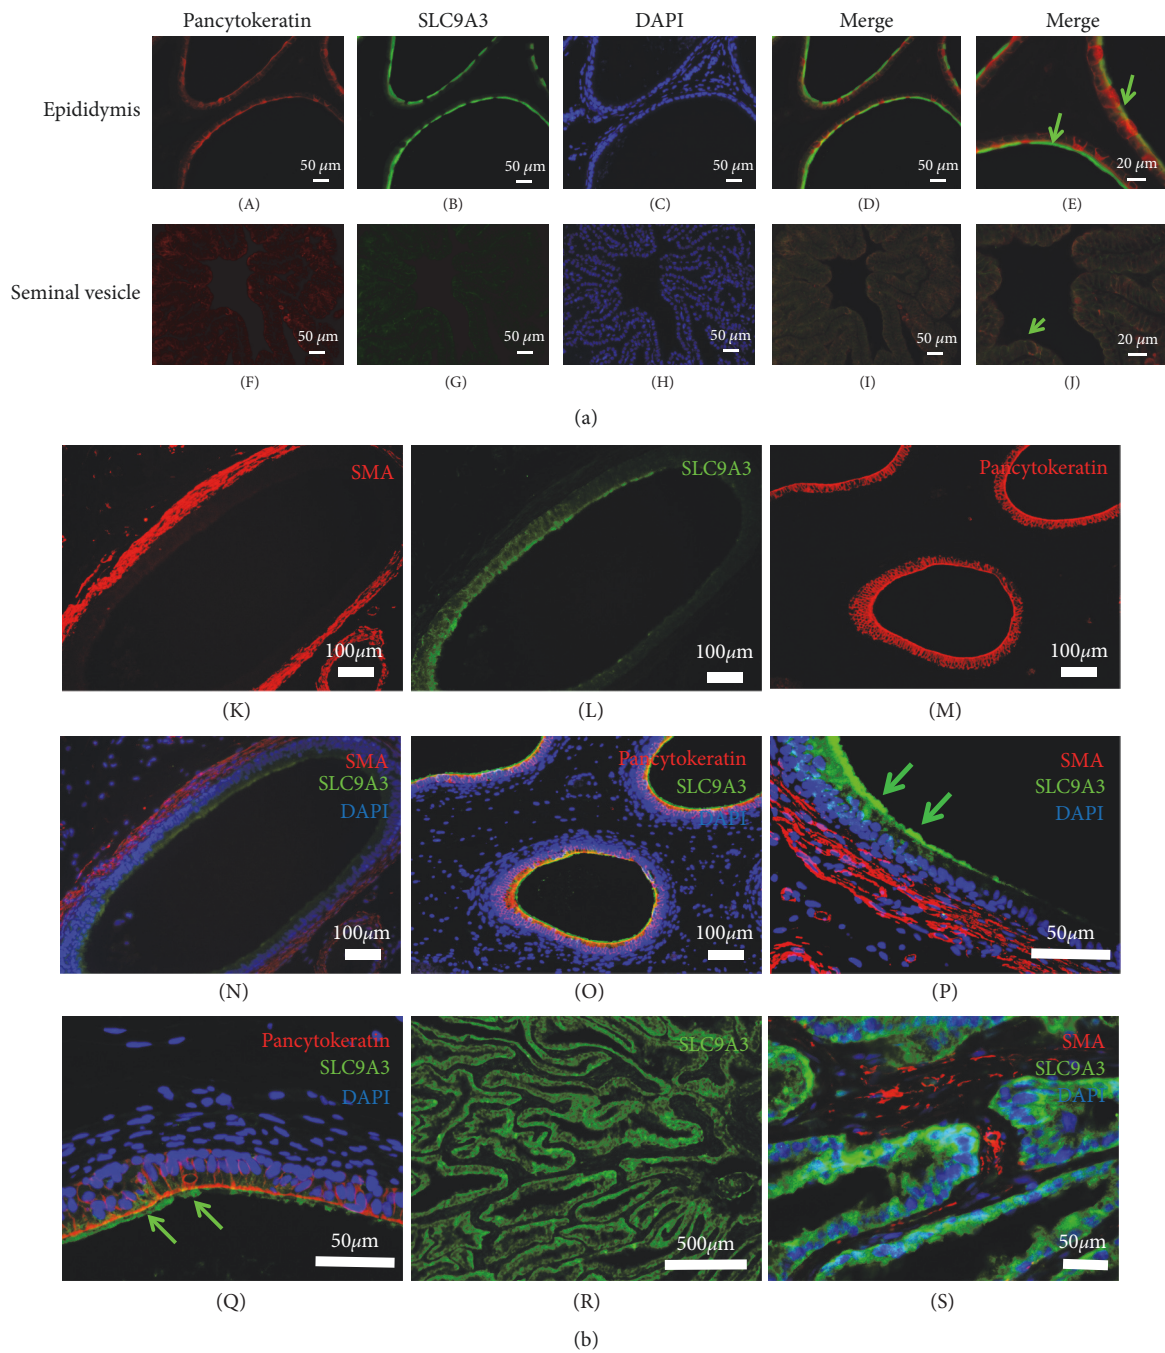 Pancytokeratin SLC9A3 DAPI Merge Merge
Epididymis
50 μm 50 μm 50 μm 50 μm 20 μm
(A) (B) (C) (D) (E)
Seminal vesicle
50 μm 50 μm 50 μm 50 μm 20 μm
(F) (G) (H) (I) (J)
(a)
SMA SLC9A3 Pancytokeratin
100μm 100μm 100μm
(K) (L) (M)
SMA Pancytokeratin SMA
SLC9A3 SLC9A3 SLC9A3
DAPI DAPI DAPI
100μm 100μm 50μm
(N) (O) (P)
Pancytokeratin SLC9A3 SMA
SLC9A3 SLC9A3
DAPI DAPI
50μm 500μm 50μm
(Q) (R) (S)
(b)